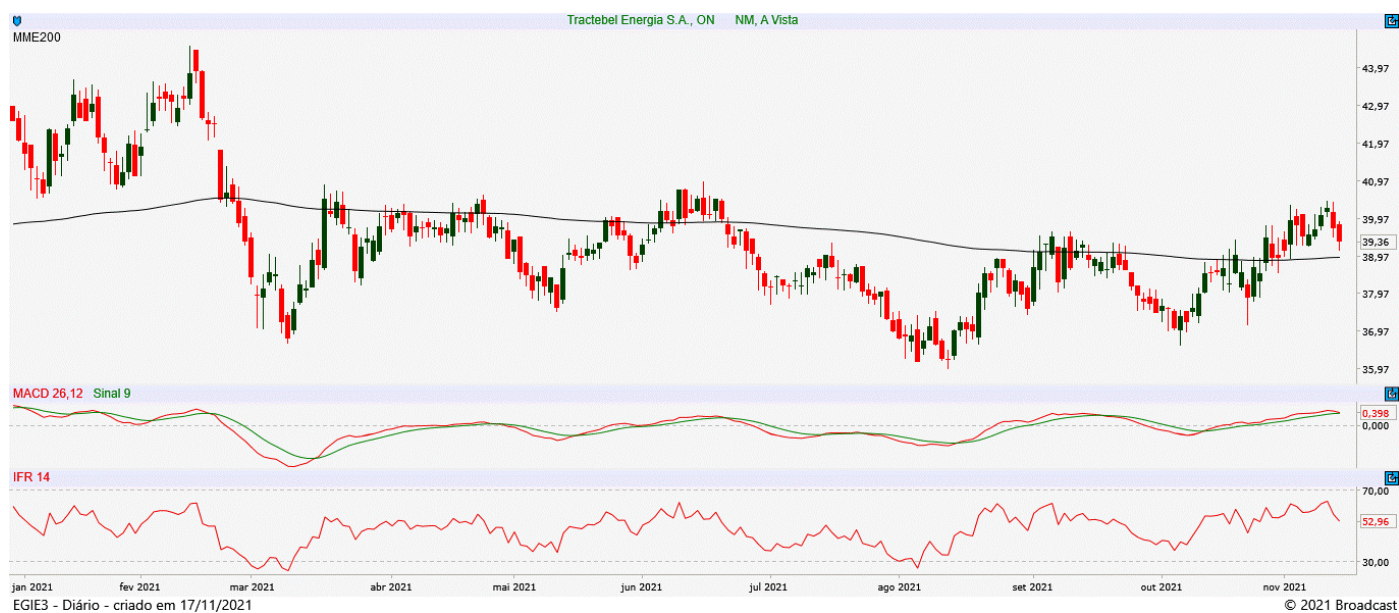 Tractebel Energia S.A., ON NM, A Vista
MME200
43,97
42,97
41,97
40,97
39,97
39,36
38,97
37,97
36,97
35,97
MACD 26,12 Sinal 9
0,398
0,000
IFR 14
70,00
52,96
30,00
jan 2021 fev 2021 mar 2021 abr 2021 mai 2021 jun 2021 jul 2021 ago 2021 set 2021 out 2021 nov 2021
EGIE3 - Diário - criado em 17/11/2021 © 2021 Broadcast